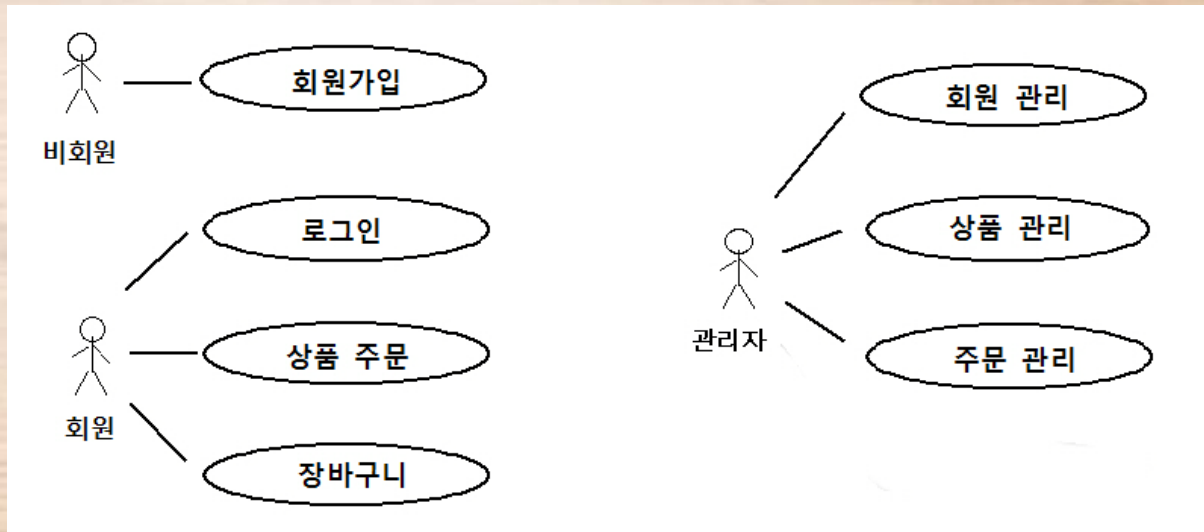 회원가입
비회원
로그인
상품 주문
회원
장바구니
회원 관리
상품 관리
관리자
주문 관리